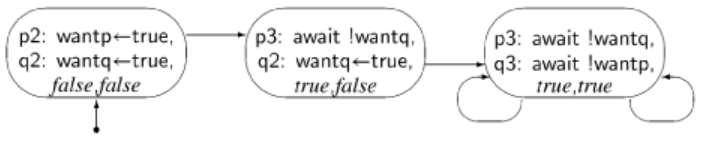 p2: wantp←true,
q2: wantq←true,
false,false
p3: await !wantq,
q2: wantq←true,
true,false
p3: await !wantq,
q3: await !wantp,
true,true